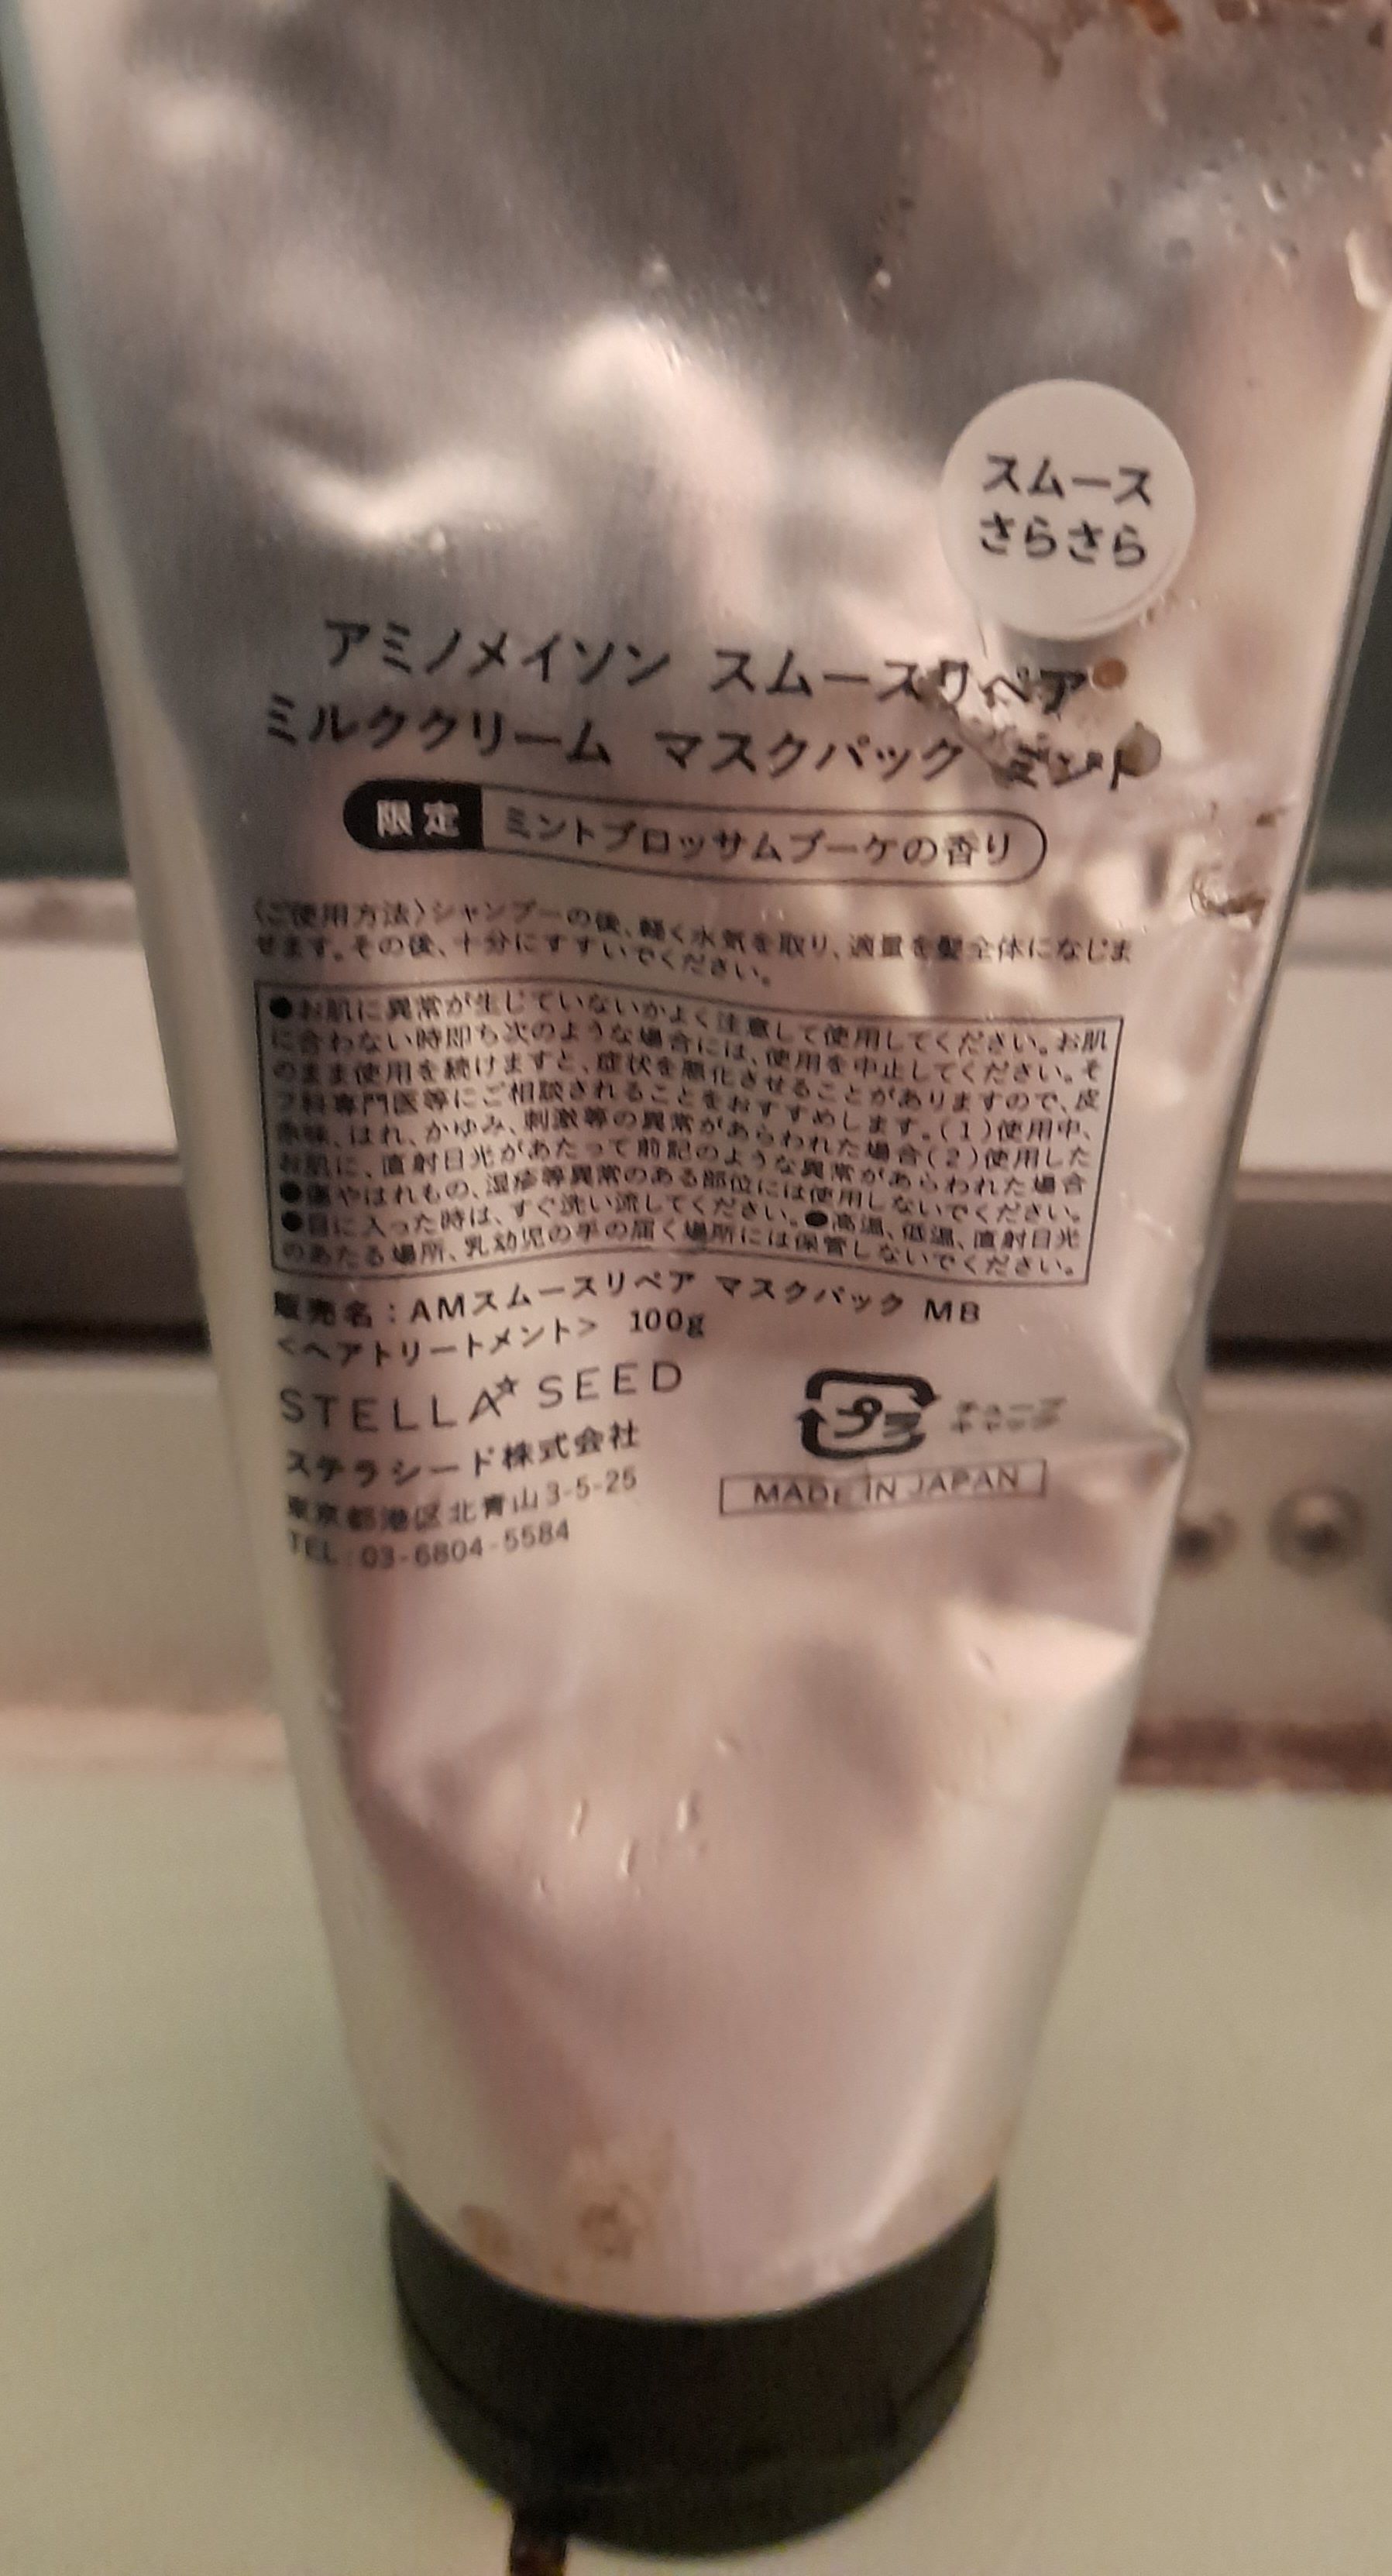 スムース
さらさら
アミノメイソン スムースリペア
ミルククリーム マスクパック ミント
限定 ミントブロッサムブーケの香り
〈ご使用方法〉シャンプーの後、軽く水気を取り、適量を髪全体になじま
せます。その後、十分にすすいでください。
●お肌に異常が生じていないかよく注意して使用してください。お肌
に合わない時即ち次のような場合には、使用を中止してください。そ
のまま使用を続けますと、症状を悪化させることがありますので、皮
フ科専門医等にご相談されることをおすすめします。(1)使用中、
赤味、はれ、かゆみ、刺激等の異常があらわれた場合(2)使用した
お肌に、直射日光があたって前記のような異常があらわれた場合
●傷やはれもの、湿疹等異常のある部位には使用しないでください。
●目に入った時は、すぐ洗い流してください。●高温、低温、直射日光
のあたる場所、乳幼児の手の届く場所には保管しないでください。
販売名：AMスムースリペア マスクパック MB
<ヘアトリートメント> 100g
STELLA☆SEED
ステラシード株式会社
東京都港区北青山3-5-25
TEL:03-6804-5584
プラ
チューブ
キャップ
MADE IN JAPAN